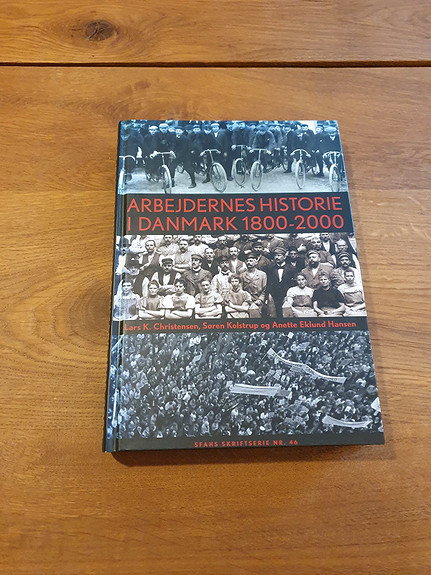 ARBEJDERNES HISTORIE
I DANMARK 1800-2000
Lars K. Christensen, Søren Kolstrup og Anette Eklund Hansen
SFAHS SKRIFTSERIE NR. 46